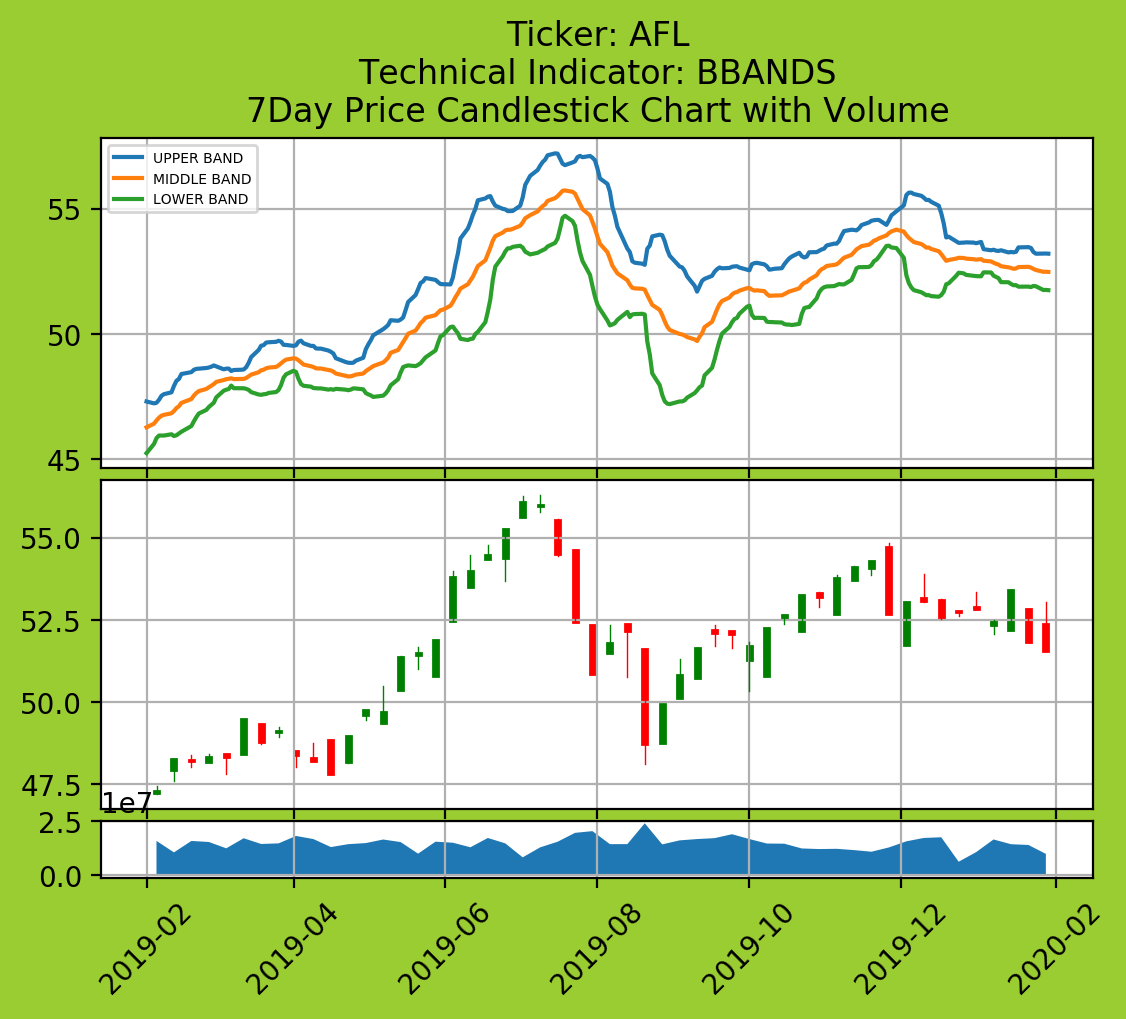 Ticker: AFL
Technical Indicator: BBANDS
7Day Price Candlestick Chart with Volume
UPPER BAND
MIDDLE BAND
LOWER BAND
55
50
45
55.0
52.5
50.0
47.5
1e7
2.5
0.0
2019-02
2019-04
2019-06
2019-08
2019-10
2019-12
2020-02